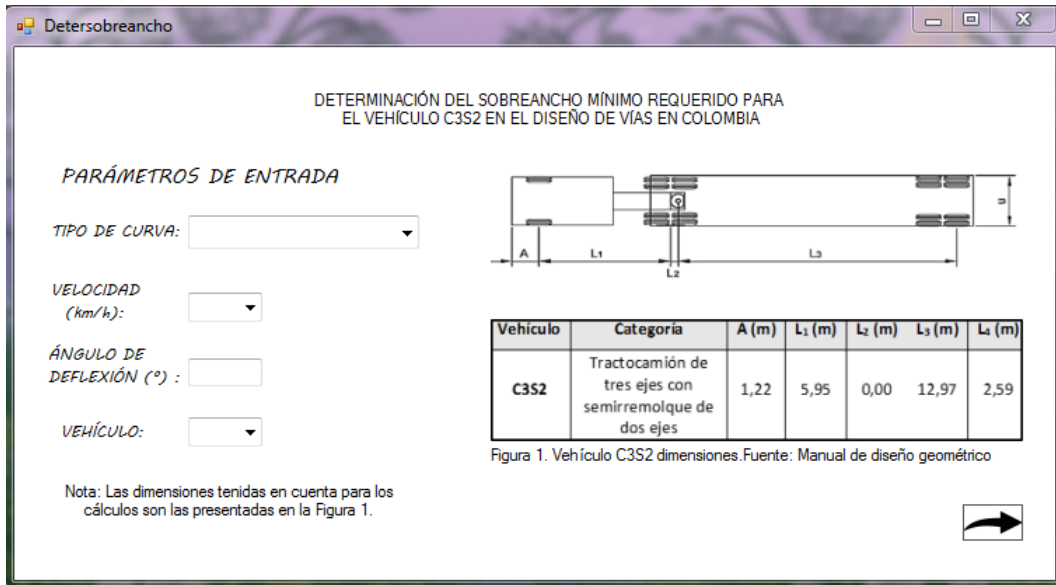 Detersobreancho
DETERMINACIÓN DEL SOBREANCHO MÍNIMO REQUERIDO PARA
EL VEHÍCULO C3S2 EN EL DISEÑO DE VÍAS EN COLOMBIA
PARÁMETROS DE ENTRADA
TIPO DE CURVA:
VELOCIDAD
(km/h):
ÁNGULO DE
DEFLEXIÓN (°) :
VEHÍCULO:
Nota: Las dimensiones tenidas en cuenta para los
cálculos son las presentadas en la Figura 1.
u
A L₁ L₃
L₂
Vehículo Categoría A (m) L₁ (m) L₂ (m) L₃ (m) L₄ (m)
Tractocamión de
tres ejes con
C3S2 1,22 5,95 0,00 12,97 2,59
semirremolque de
dos ejes
Figura 1. Vehículo C3S2 dimensiones.Fuente: Manual de diseño geométrico